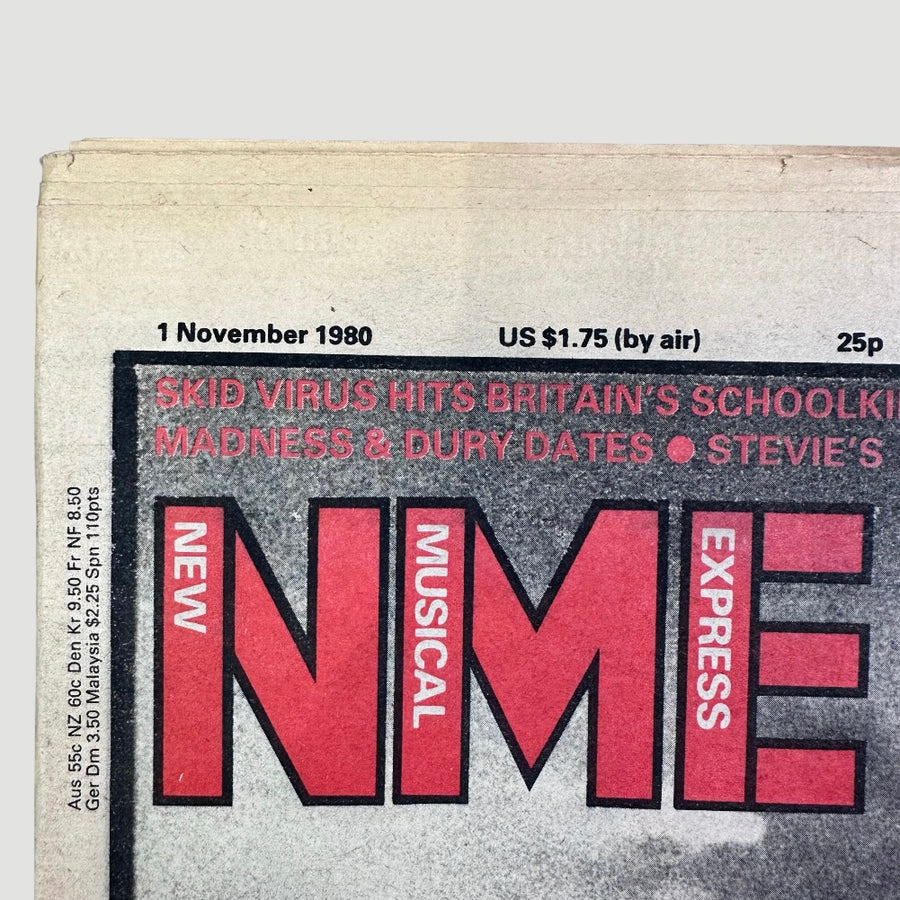 1 November 1980 US $1.75 (by air) 25p
SKID VIRUS HITS BRITAIN'S
MADNESS & DURY DATES ● STEVIE'S
NME
NEW
MUSICAL
EXPRESS
Aus 55c NZ 60c Den Kr 9.50 Fr NF 8.50
Ger Dm 3.50 Malaysia $2.25 Spn 110pts